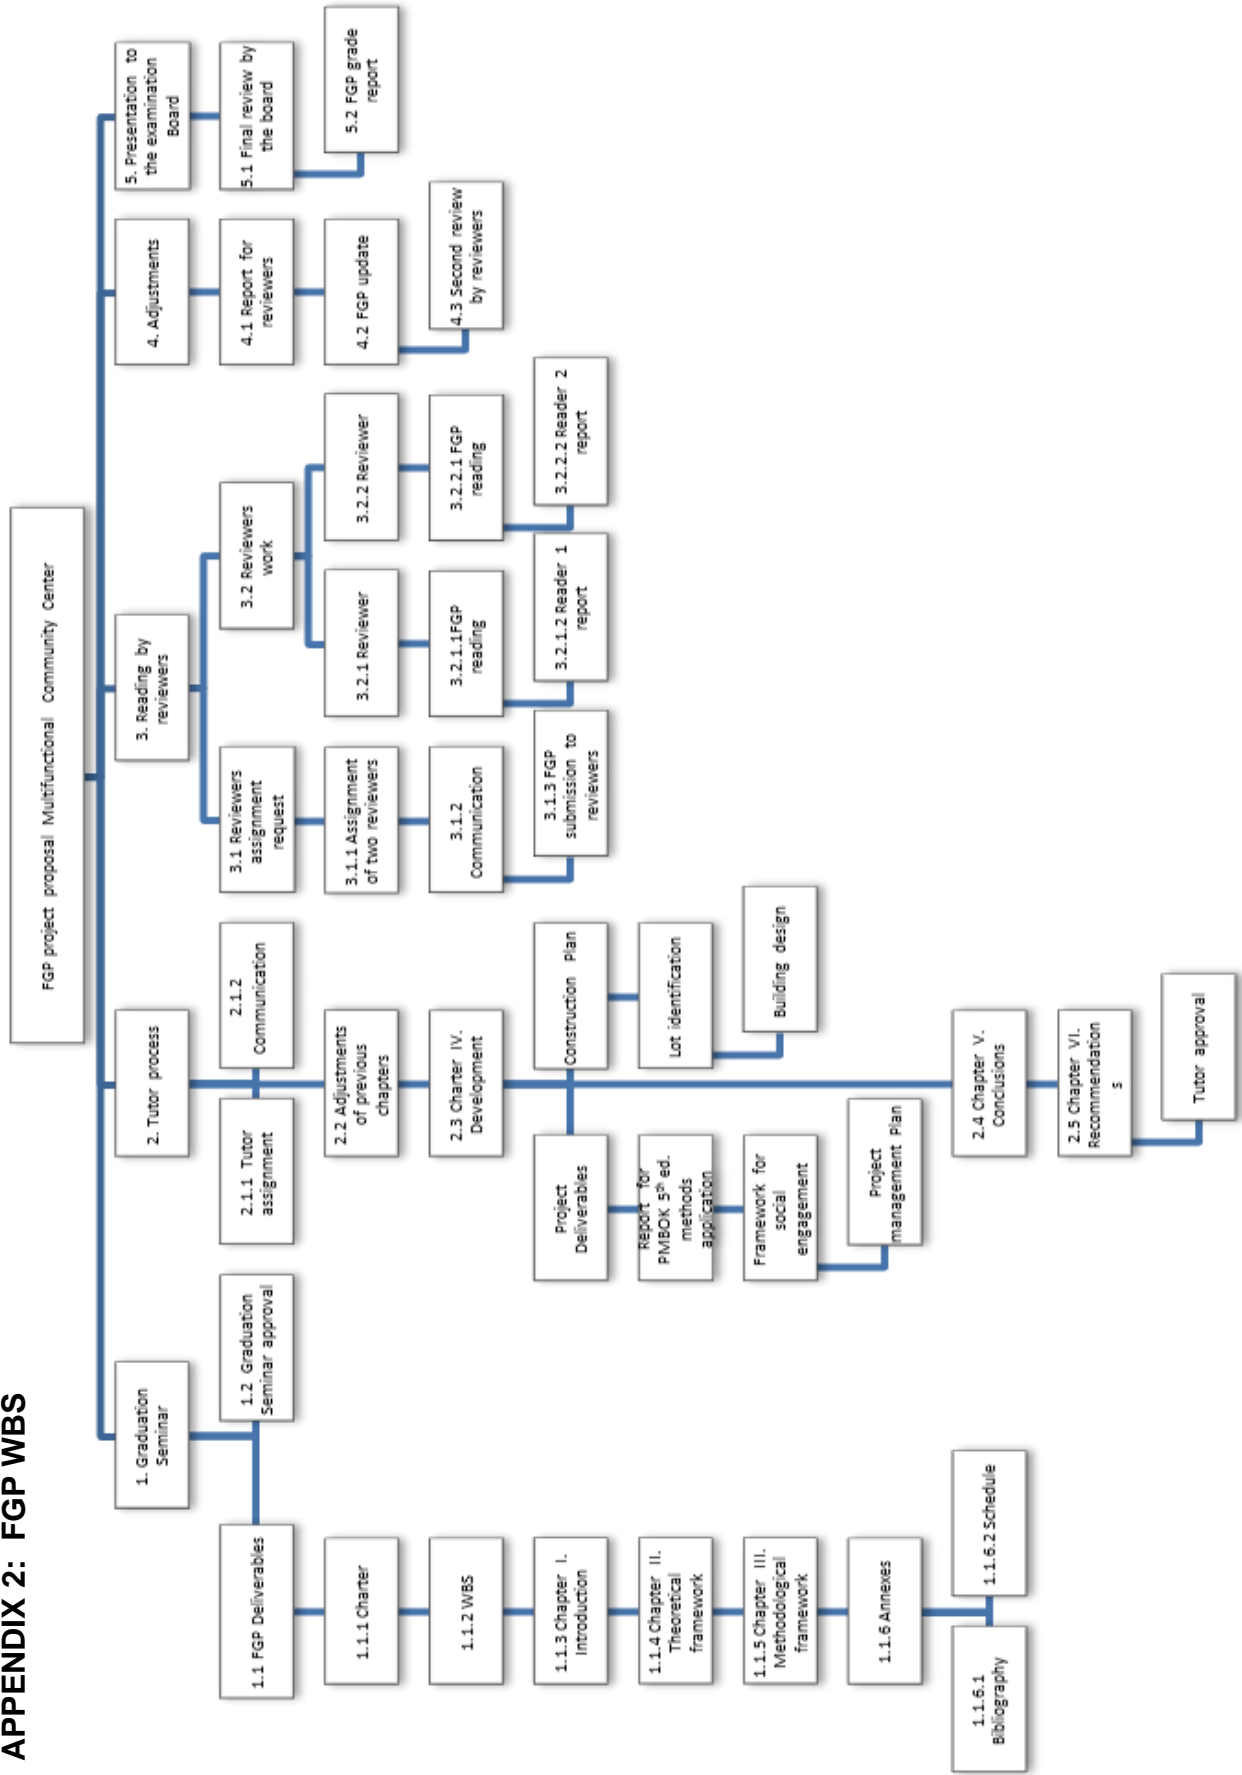 APPENDIX 2: FGP WBS
FGP project proposal Multifunctional Community Center
1. Graduation
Seminar
1.1 FGP Deliverables
1.1.1 Charter
1.1.2 WBS
1.1.3 Chapter I.
Introduction
1.1.4 Chapter II.
Theoretical
framework
1.1.5 Chapter III.
Methodological
framework
1.1.6 Annexes
1.1.6.1
Bibliography
1.1.6.2 Schedule
1.2 Graduation
Seminar approval
2. Tutor process
2.1.1 Tutor
assignment
2.1.2
Communication
2.2 Adjustments
of previous
chapters
2.3 Charter IV.
Development
Project
Deliverables
Report for
PMBOK 5th ed.
methods
application
Framework for
social
engagement
Project
management Plan
Construction Plan
Lot identification
Building design
2.4 Chapter V.
Conclusions
2.5 Chapter VI.
Recommendation
s
Tutor approval
3. Reading by
reviewers
3.1 Reviewers
assignment
request
3.1.1 Assignment
of two reviewers
3.1.2
Communication
3.1.3 FGP
submission to
reviewers
3.2 Reviewers
work
3.2.1 Reviewer
3.2.1.1FGP
reading
3.2.1.2 Reader 1
report
3.2.2 Reviewer
3.2.2.1 FGP
reading
3.2.2.2 Reader 2
report
4. Adjustments
4.1 Report for
reviewers
4.2 FGP update
4.3 Second review
by reviewers
5. Presentation to
the examination
Board
5.1 Final review by
the board
5.2 FGP grade
report